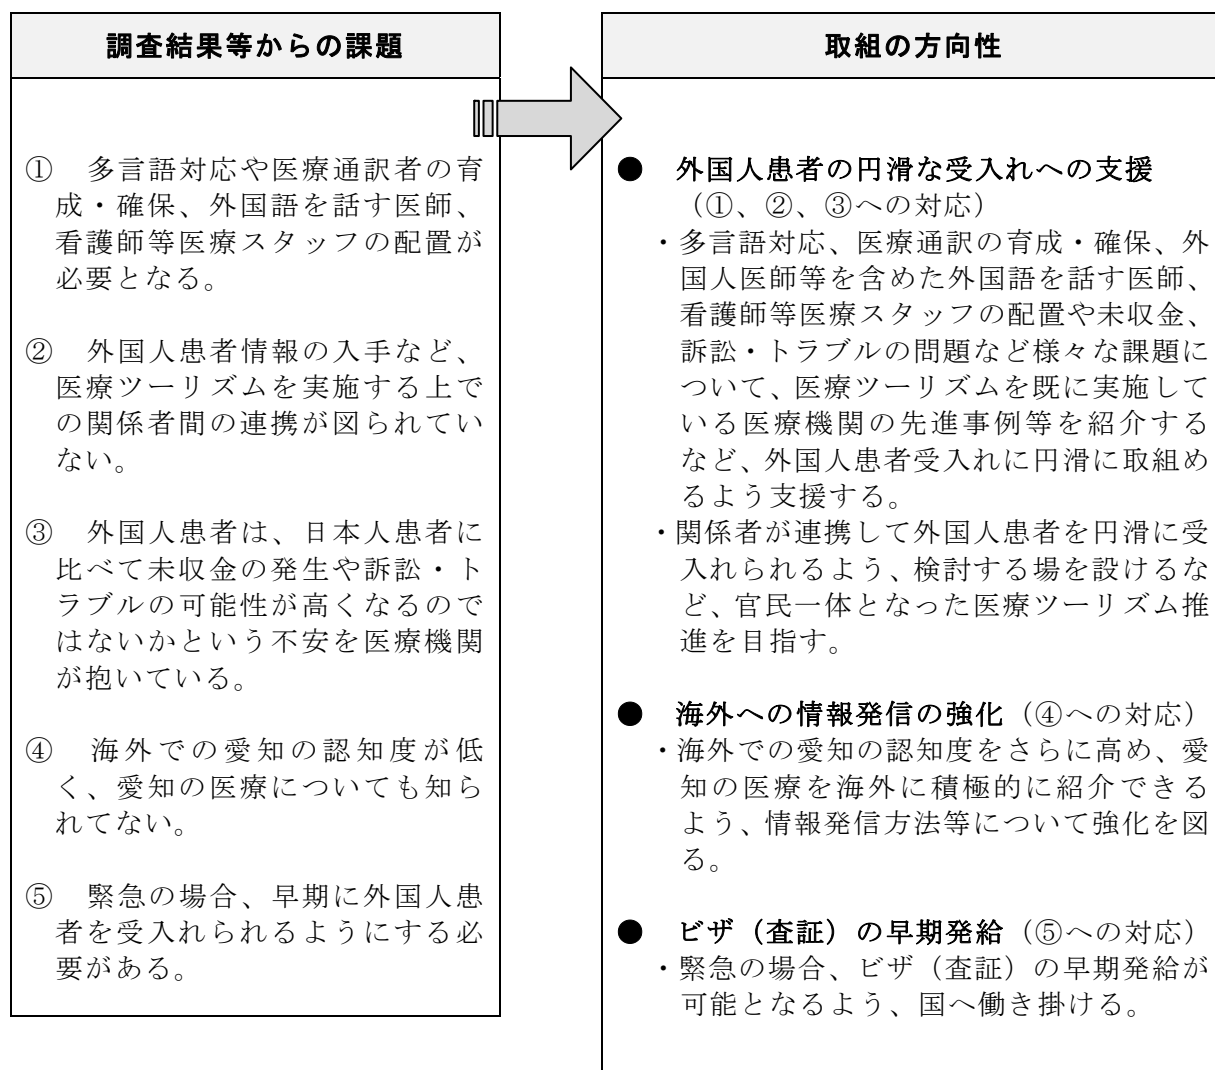 調査結果等からの課題
① 多言語対応や医療通訳者の育
成・確保、外国語を話す医師、
看護師等医療スタッフの配置が
必要となる。
② 外国人患者情報の入手など、
医療ツーリズムを実施する上で
の関係者間の連携が図られてい
ない。
③ 外国人患者は、日本人患者に
比べて未収金の発生や訴訟・ト
ラブルの可能性が高くなるので
はないかという不安を医療機関
が抱いている。
④ 海外での愛知の認知度が低
く、愛知の医療についても知ら
れてない。
⑤ 緊急の場合、早期に外国人患
者を受入れられるようにする必
要がある。
取組の方向性
● 外国人患者の円滑な受入れへの支援
（①、②、③への対応）
・多言語対応、医療通訳の育成・確保、外
国人医師等を含めた外国語を話す医師、
看護師等医療スタッフの配置や未収金、
訴訟・トラブルの問題など様々な課題に
ついて、医療ツーリズムを既に実施して
いる医療機関の先進事例等を紹介する
など、外国人患者受入れに円滑に取組め
るよう支援する。
・関係者が連携して外国人患者を円滑に受
入れられるよう、検討する場を設けるな
ど、官民一体となった医療ツーリズム推
進を目指す。
● 海外への情報発信の強化（④への対応）
・海外での愛知の認知度をさらに高め、愛
知の医療を海外に積極的に紹介できる
よう、情報発信方法等について強化を図
る。
● ビザ（査証）の早期発給（⑤への対応）
・緊急の場合、ビザ（査証）の早期発給が
可能となるよう、国へ働き掛ける。